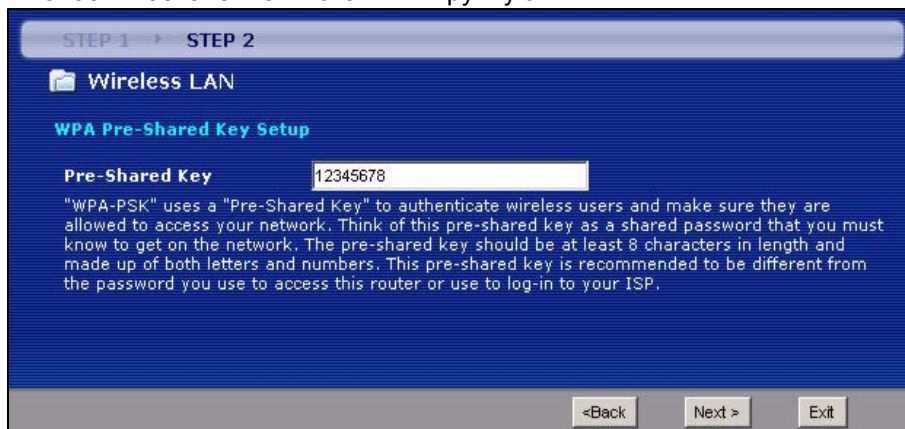 STEP 1 STEP 2
Wireless LAN
WPA Pre-Shared Key Setup
Pre-Shared Key 12345678
"WPA-PSK" uses a "Pre-Shared Key" to authenticate wireless users and make sure they are
allowed to access your network. Think of this pre-shared key as a shared password that you must
know to get on the network. The pre-shared key should be at least 8 characters in length and
made up of both letters and numbers. This pre-shared key is recommended to be different from
the password you use to access this router or use to log-in to your ISP.
<Back Next > Exit